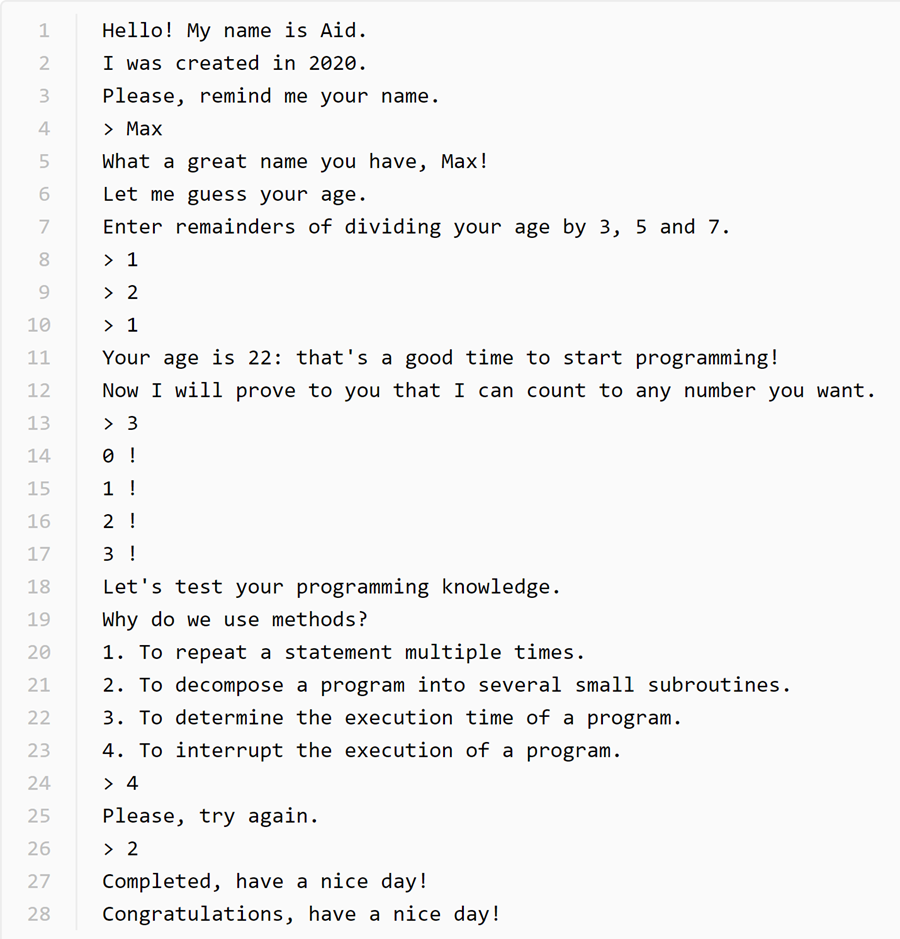 1 Hello! My name is Aid.
2 I was created in 2020.
3 Please, remind me your name.
4 > Max
5 What a great name you have, Max!
6 Let me guess your age.
7 Enter remainders of dividing your age by 3, 5 and 7.
8 > 1
9 > 2
10 > 1
11 Your age is 22: that's a good time to start programming!
12 Now I will prove to you that I can count to any number you want.
13 > 3
14 0 !
15 1 !
16 2 !
17 3 !
18 Let's test your programming knowledge.
19 Why do we use methods?
20 1. To repeat a statement multiple times.
21 2. To decompose a program into several small subroutines.
22 3. To determine the execution time of a program.
23 4. To interrupt the execution of a program.
24 > 4
25 Please, try again.
26 > 2
27 Completed, have a nice day!
28 Congratulations, have a nice day!